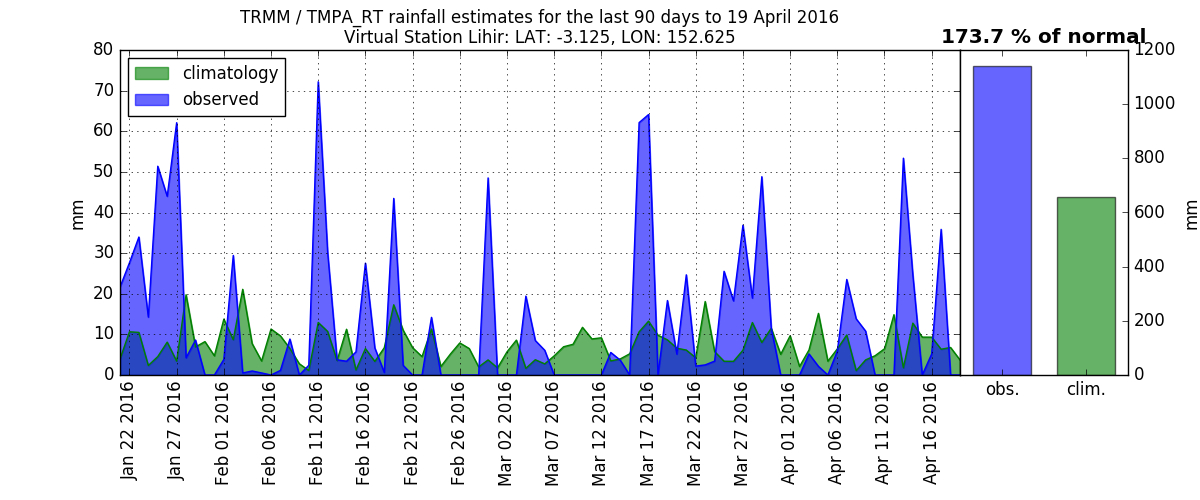 TRMM / TMPA_RT rainfall estimates for the last 90 days to 19 April 2016
Virtual Station Lihir: LAT: -3.125, LON: 152.625
173.7 % of normal
climatology
observed
mm
80
70
60
50
40
30
20
10
0
Jan 22 2016
Jan 27 2016
Feb 01 2016
Feb 06 2016
Feb 11 2016
Feb 16 2016
Feb 21 2016
Feb 26 2016
Mar 02 2016
Mar 07 2016
Mar 12 2016
Mar 17 2016
Mar 22 2016
Mar 27 2016
Apr 01 2016
Apr 06 2016
Apr 11 2016
Apr 16 2016
obs.
clim.
1200
1000
800
600
400
200
0
mm